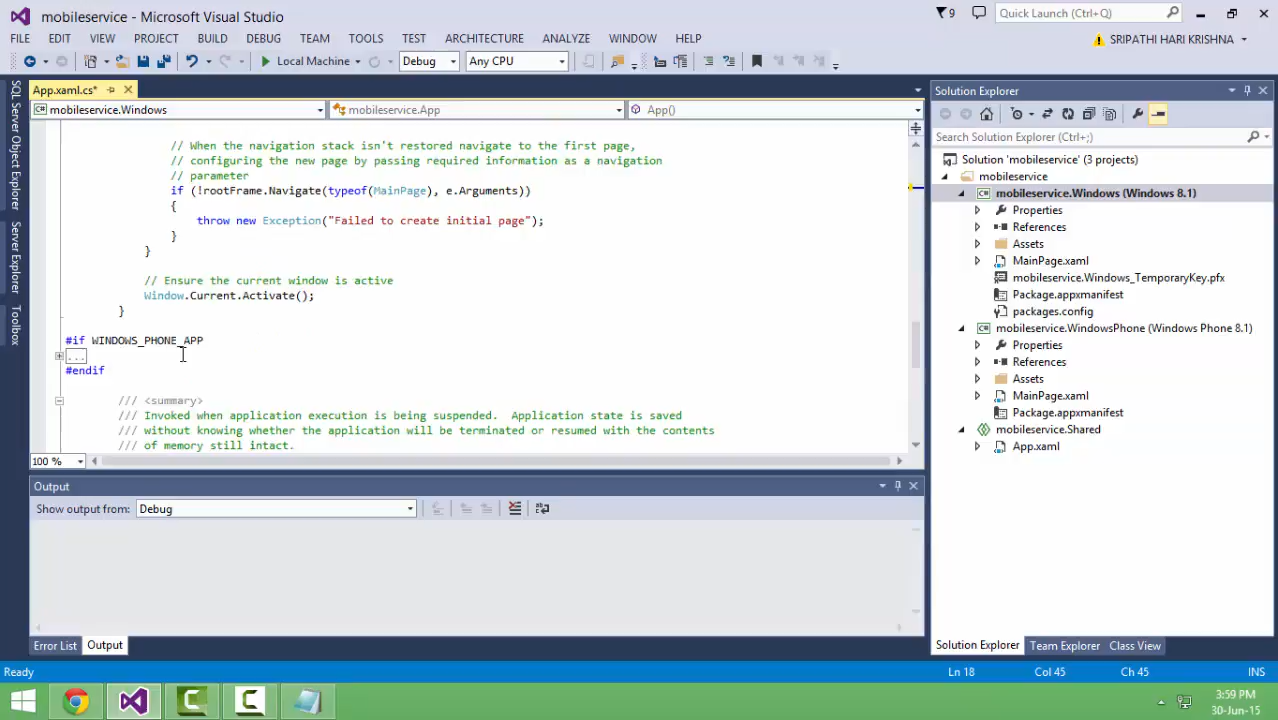 mobileservice - Microsoft Visual Studio
9
Quick Launch (Ctrl+Q)
FILE EDIT VIEW PROJECT BUILD DEBUG TEAM TOOLS TEST ARCHITECTURE ANALYZE WINDOW HELP
SRIPATHI HARI KRISHNA
Local Machine Debug Any CPU
SQL Server Object Explorer
Server Explorer
Toolbox
App.xaml.cs*
mobileservice.Windows mobileservice.App App()
// When the navigation stack isn't restored navigate to the first page,
// configuring the new page by passing required information as a navigation
// parameter
if (!rootFrame.Navigate(typeof(MainPage), e.Arguments))
{
throw new Exception("Failed to create initial page");
}
}
// Ensure the current window is active
Window.Current.Activate();
}
#if WINDOWS_PHONE_APP
...
#endif
/// <summary>
/// Invoked when application execution is being suspended.  Application state is saved
/// without knowing whether the application will be terminated or resumed with the contents
/// of memory still intact.
100 %
Output
Show output from: Debug
Error List Output
Solution Explorer
Search Solution Explorer (Ctrl+;)
Solution 'mobileservice' (3 projects)
mobileservice
mobileservice.Windows (Windows 8.1)
Properties
References
Assets
MainPage.xaml
mobileservice.Windows_TemporaryKey.pfx
Package.appxmanifest
packages.config
mobileservice.WindowsPhone (Windows Phone 8.1)
Properties
References
Assets
MainPage.xaml
Package.appxmanifest
mobileservice.Shared
App.xaml
Solution Explorer Team Explorer Class View
Ready Ln 18 Col 45 Ch 45 INS
3:59 PM
30-Jun-15